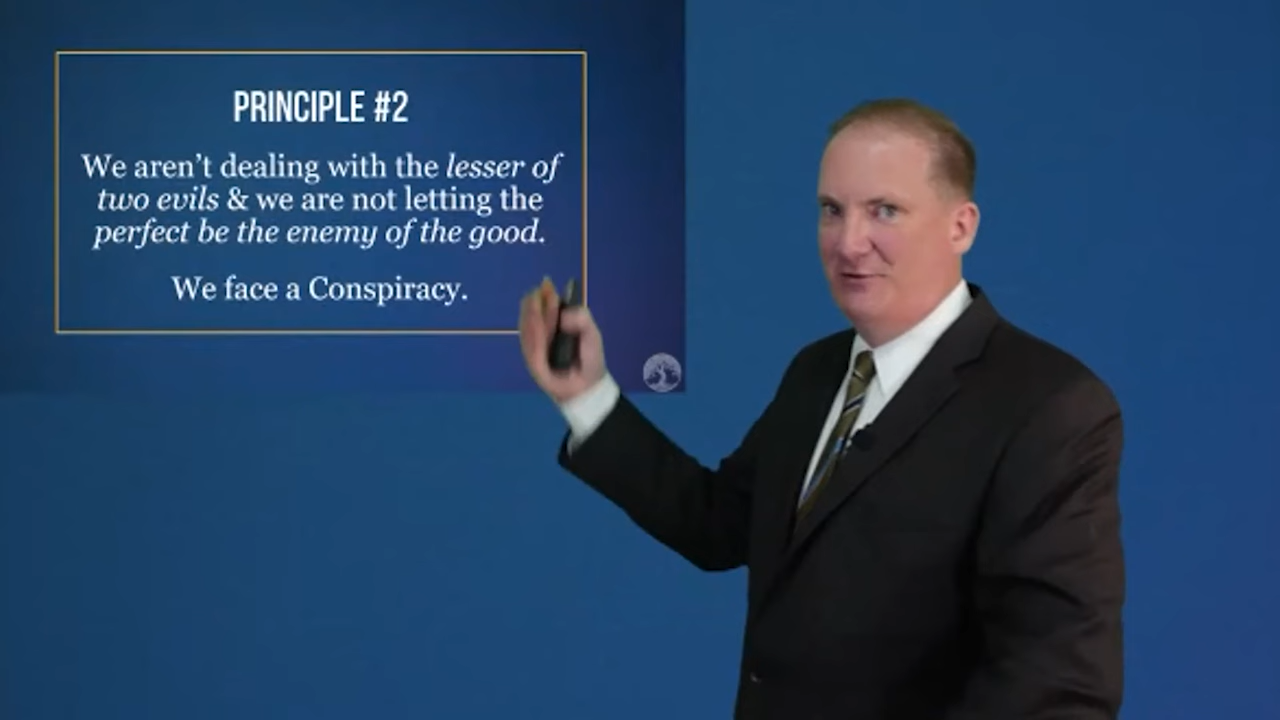 PRINCIPLE #2
We aren't dealing with the lesser of
two evils & we are not letting the
perfect be the enemy of the good.
We face a Conspiracy.